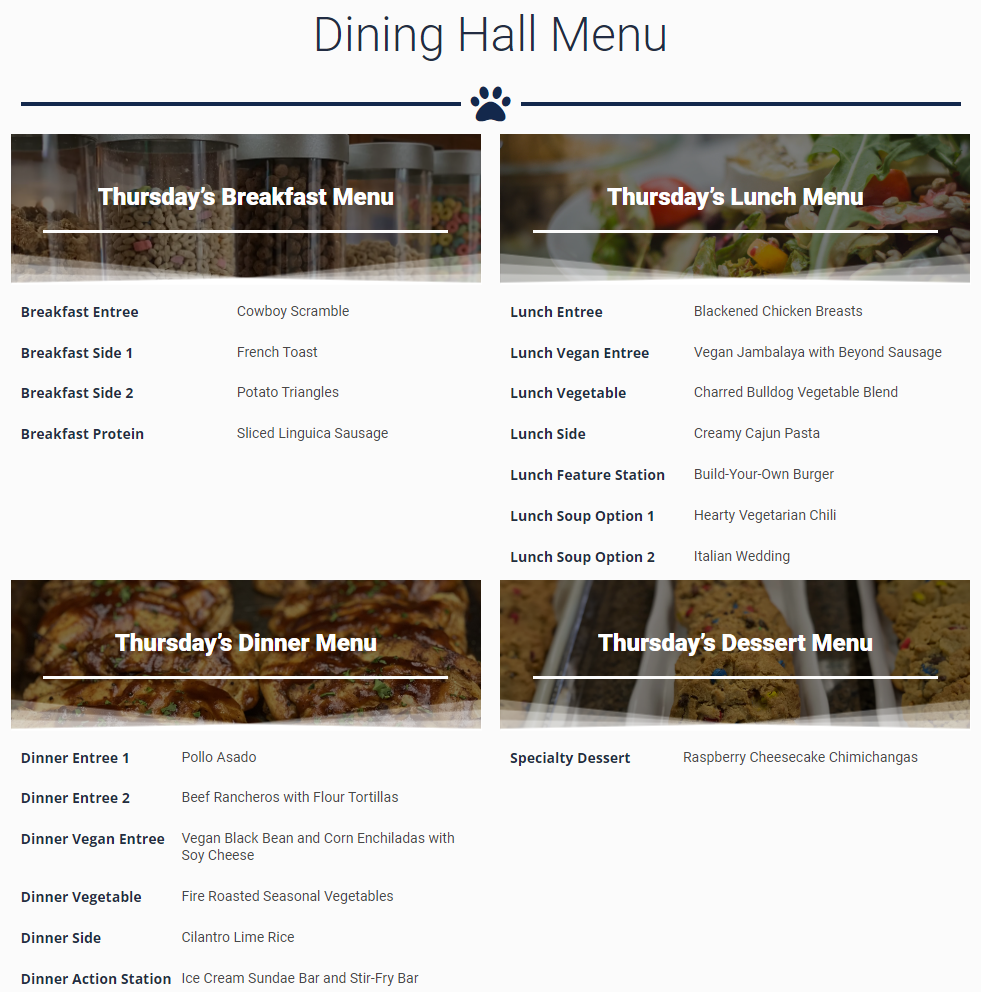 Dining Hall Menu
Thursday’s Breakfast Menu
Breakfast Entree Cowboy Scramble
Breakfast Side 1 French Toast
Breakfast Side 2 Potato Triangles
Breakfast Protein Sliced Linguica Sausage
Thursday’s Lunch Menu
Lunch Entree Blackened Chicken Breasts
Lunch Vegan Entree Vegan Jambalaya with Beyond Sausage
Lunch Vegetable Charred Bulldog Vegetable Blend
Lunch Side Creamy Cajun Pasta
Lunch Feature Station Build-Your-Own Burger
Lunch Soup Option 1 Hearty Vegetarian Chili
Lunch Soup Option 2 Italian Wedding
Thursday’s Dinner Menu
Dinner Entree 1 Pollo Asado
Dinner Entree 2 Beef Rancheros with Flour Tortillas
Dinner Vegan Entree Vegan Black Bean and Corn Enchiladas with
Soy Cheese
Dinner Vegetable Fire Roasted Seasonal Vegetables
Dinner Side Cilantro Lime Rice
Dinner Action Station Ice Cream Sundae Bar and Stir-Fry Bar
Thursday’s Dessert Menu
Specialty Dessert Raspberry Cheesecake Chimichangas